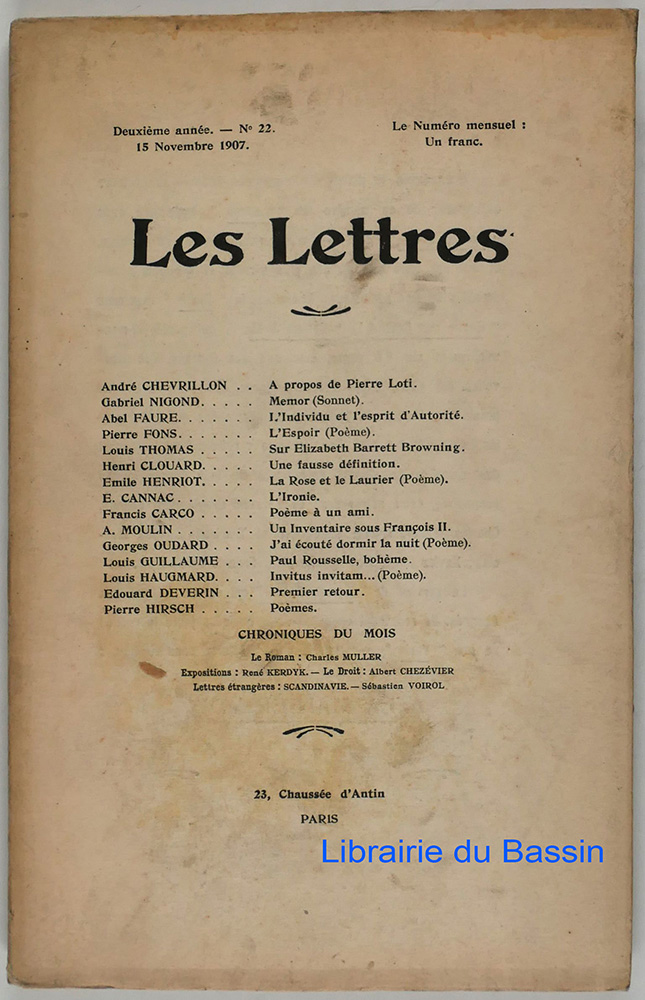 Deuxième année. — Nº 22.
15 Novembre 1907.
Le Numéro mensuel :
Un franc.
Les Lettres
André CHEVRILLON . . A propos de Pierre Loti.
Gabriel NIGOND. . . . . Memor (Sonnet).
Abel FAURE. . . . . . . L'Individu et l'esprit d'Autorité.
Pierre FONS. . . . . . . L'Espoir (Poème).
Louis THOMAS . . . . . Sur Elizabeth Barrett Browning.
Henri CLOUARD. . . . . Une fausse définition.
Emile HENRIOT. . . . . La Rose et le Laurier (Poème).
E. CANNAC . . . . . . . L'Ironie.
Francis CARCO . . . . . Poème à un ami.
A. MOULIN . . . . . . . Un Inventaire sous François II.
Georges OUDARD . . . . J'ai écouté dormir la nuit (Poème).
Louis GUILLAUME . . . Paul Rousselle, bohème.
Louis HAUGMARD. . . . Invitus invitam... (Poème).
Edouard DEVERIN . . . Premier retour.
Pierre HIRSCH . . . . . Poèmes.
CHRONIQUES DU MOIS
Le Roman : Charles MULLER
Expositions : René KERDYK. — Le Droit : Albert CHEZÉVIER
Lettres étrangères : SCANDINAVIE. — Sébastien VOIROL
23, Chaussée d'Antin
PARIS
Librairie du Bassin